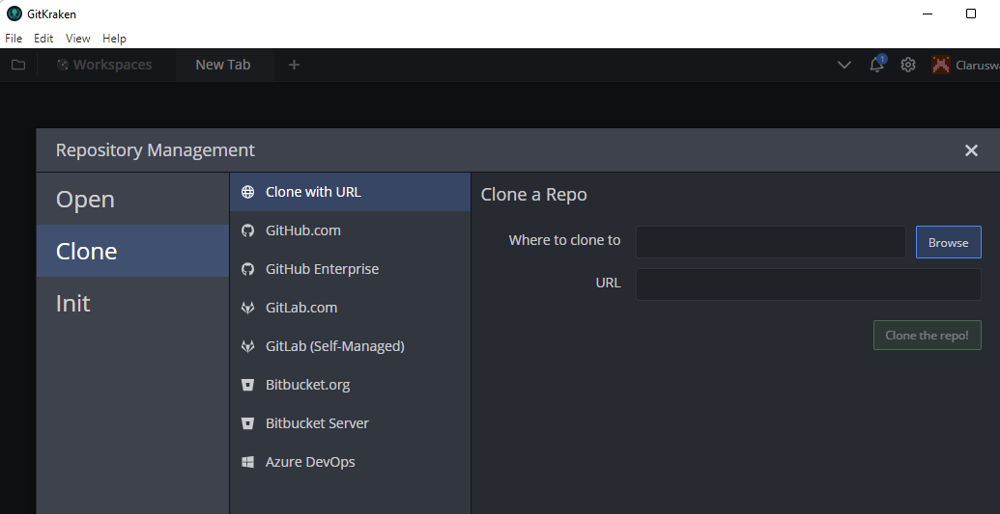 GitKraken
File Edit View Help
Workspaces New Tab + 1
Repository Management
Open
Clone
Init
Clone with URL
GitHub.com
GitHub Enterprise
GitLab.com
GitLab (Self-Managed)
Bitbucket.org
Bitbucket Server
Azure DevOps
Clone a Repo
Where to clone to Browse
URL
Clone the repo!